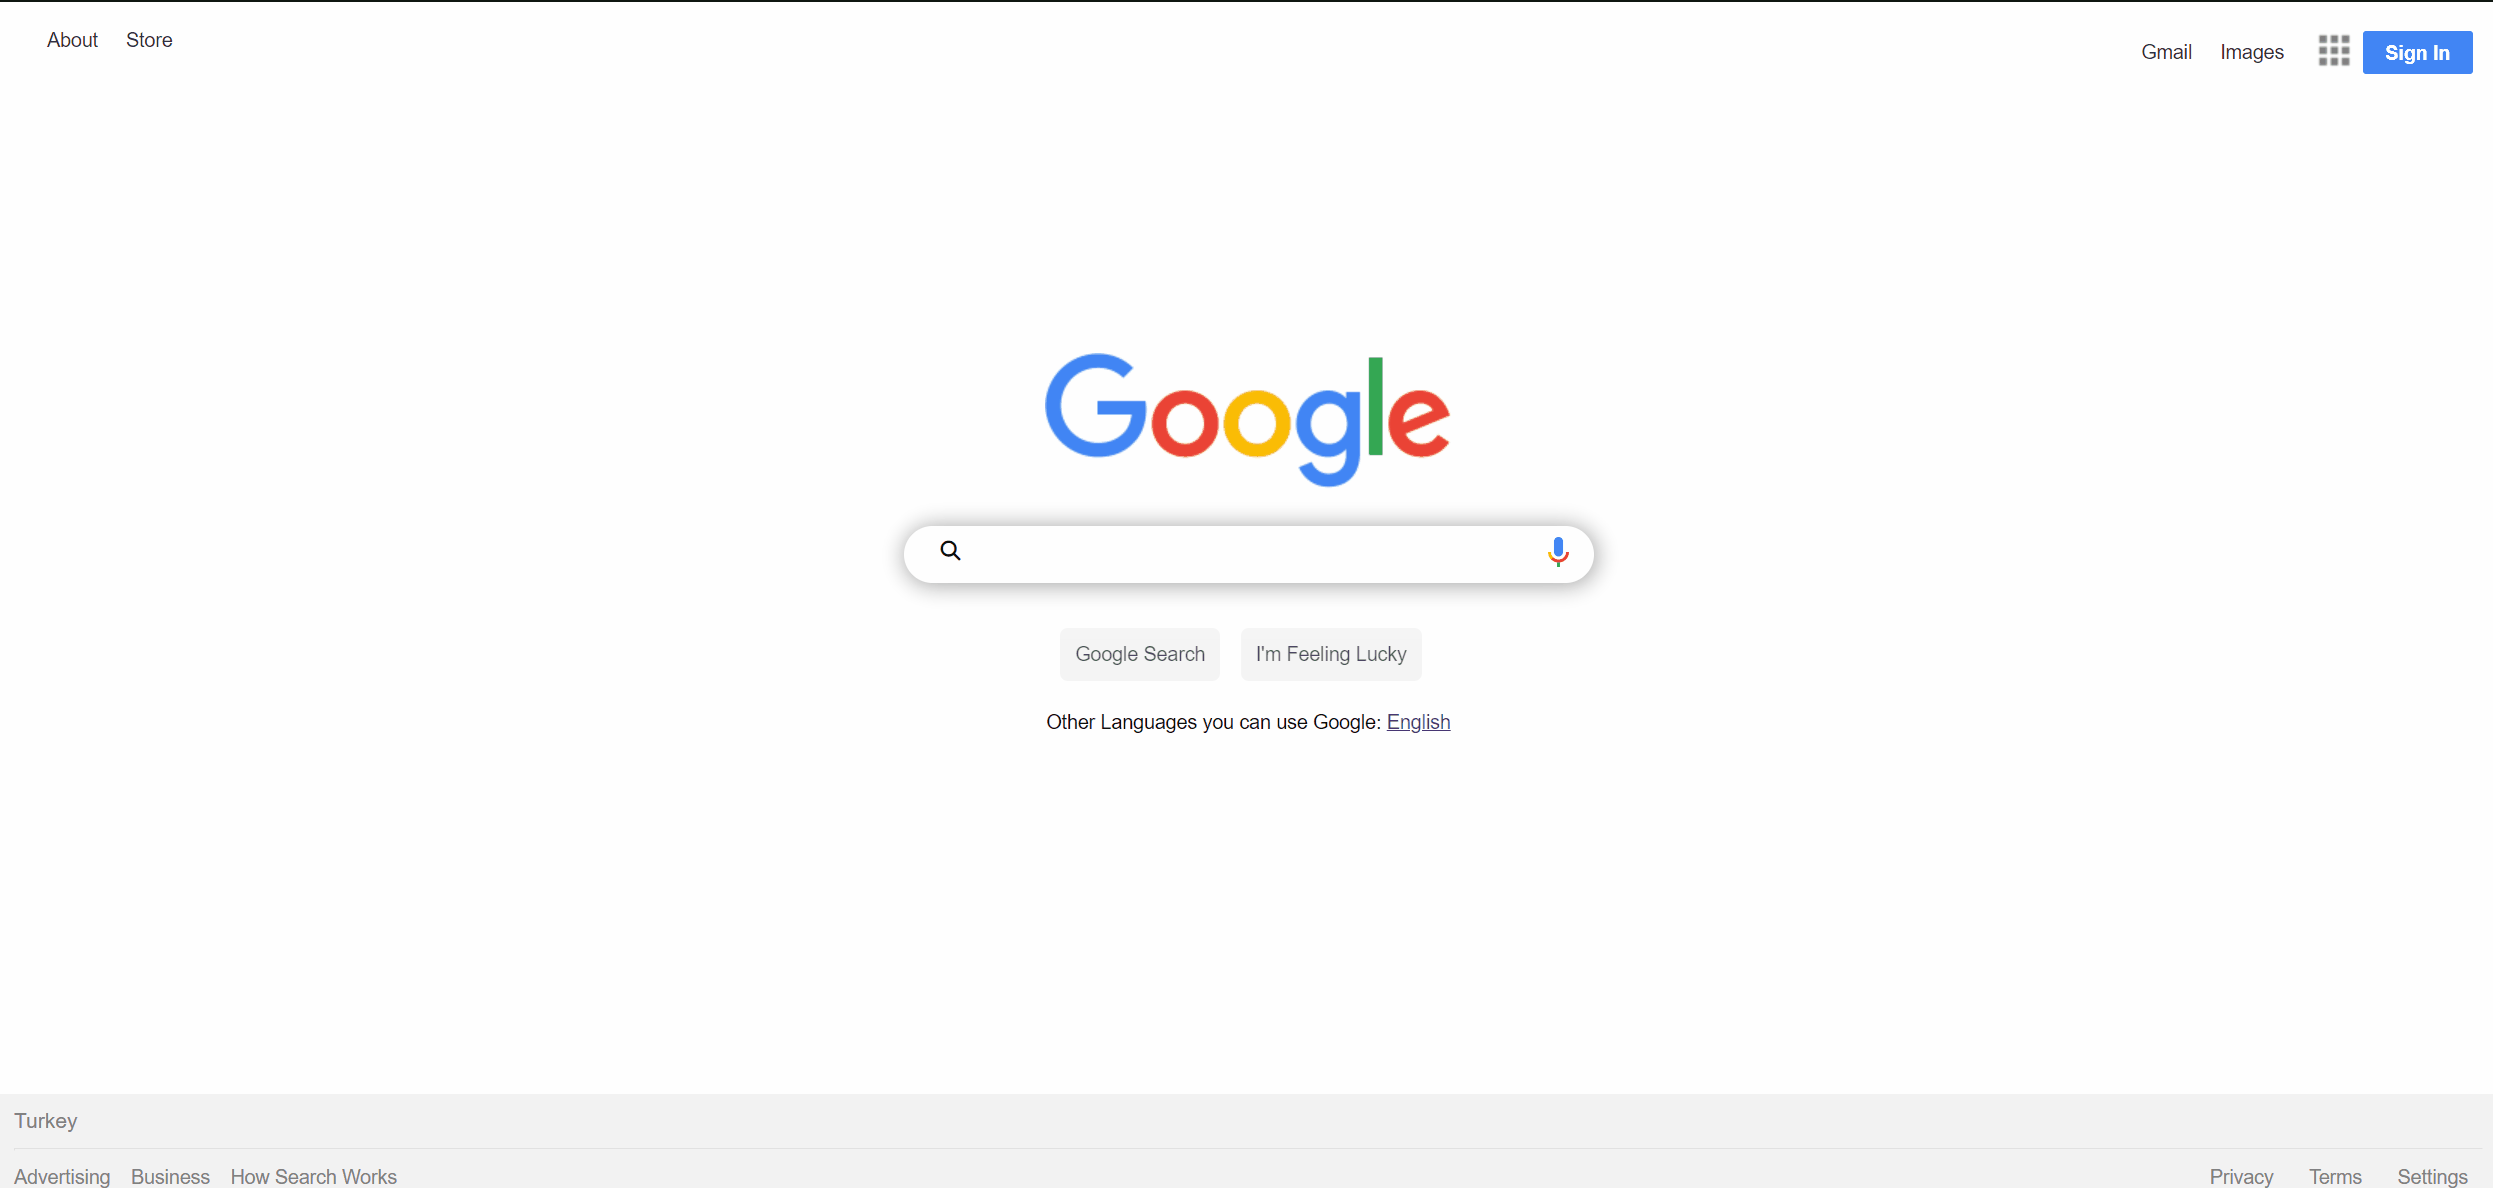 About Store
Gmail Images Sign In
Google
Google Search I'm Feeling Lucky
Other Languages you can use Google: English
Turkey
Advertising Business How Search Works
Privacy Terms Settings